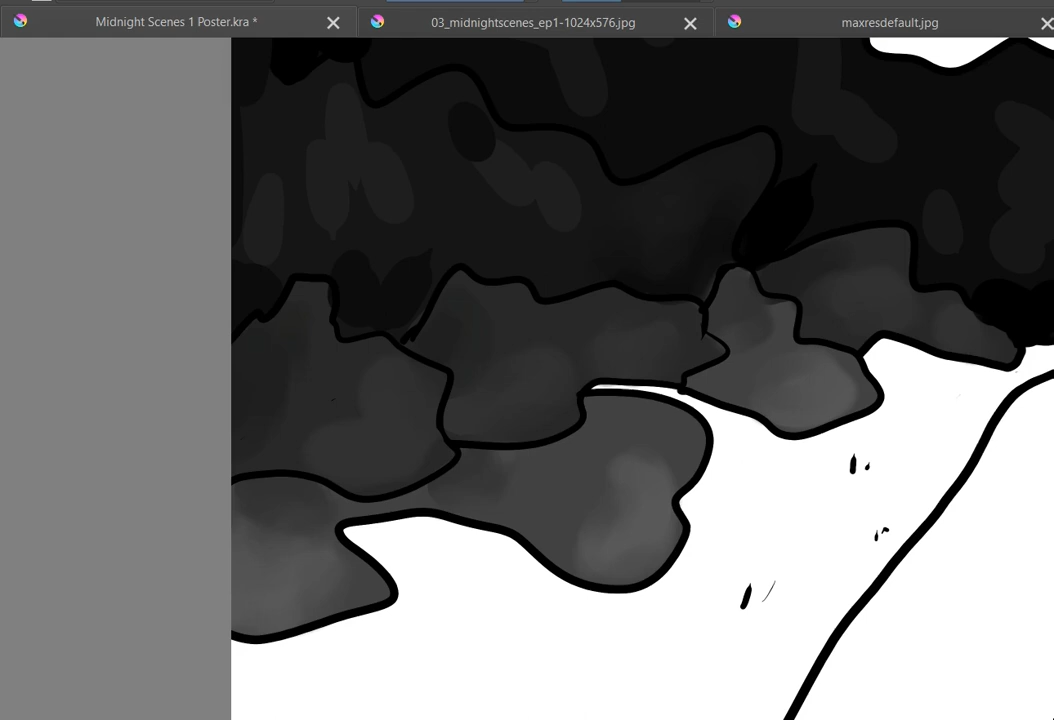 Midnight Scenes 1 Poster.kra *
03_midnightscenes_ep1-1024x576.jpg
maxresdefault.jpg